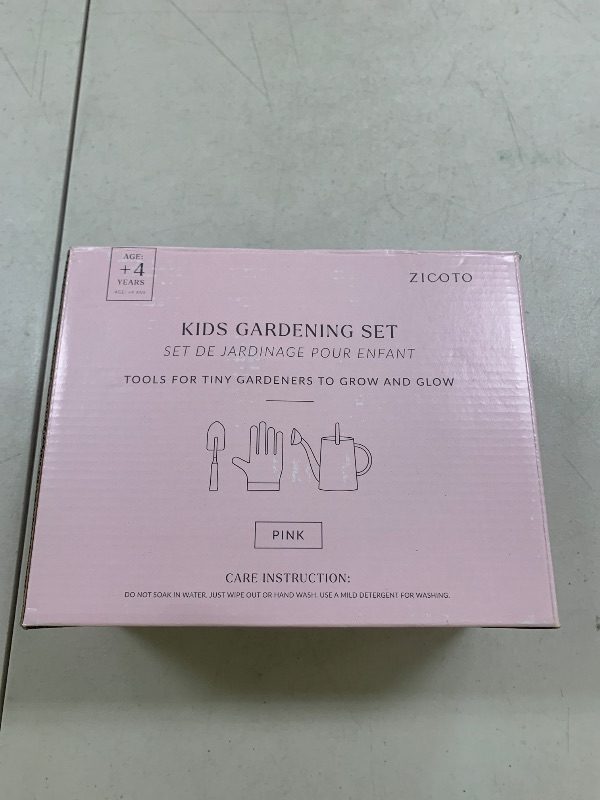 AGE:
+4
YEARS
ZICOTO
KIDS GARDENING SET
SET DE JARDINAGE POUR ENFANT
TOOLS FOR TINY GARDENERS TO GROW AND GLOW
PINK
CARE INSTRUCTION:
DO NOT SOAK IN WATER, JUST WIPE OUT OR HAND WASH. USE A MILD DETERGENT FOR WASHING.